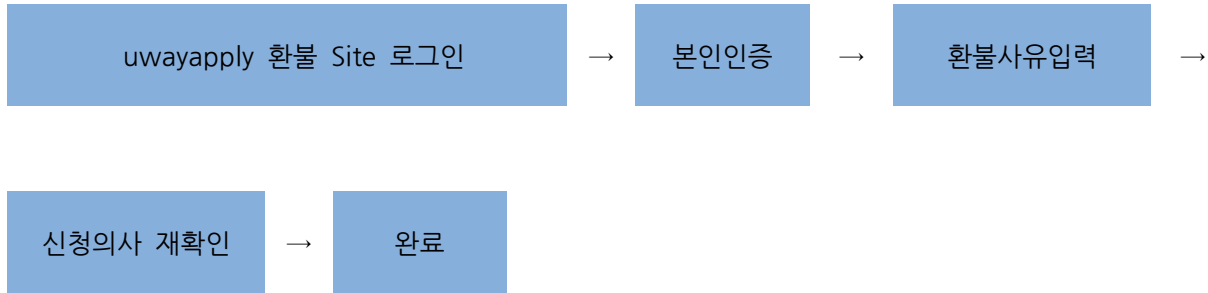 uwayapply 환불 Site 로그인 → 본인인증 → 환불사유입력 →
신청의사 재확인 → 완료